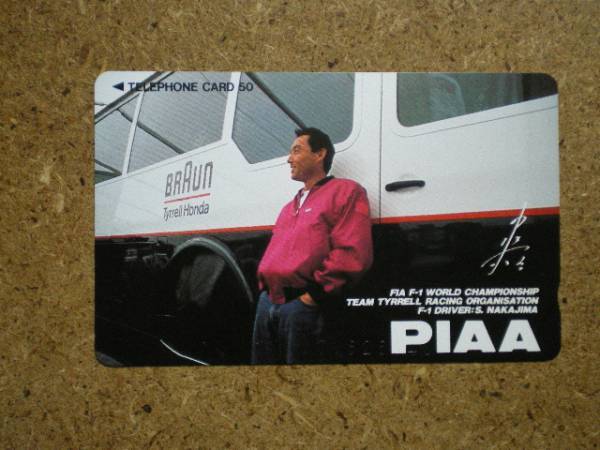 ◀ TELEPHONE CARD 50
BRAUN
Tyrrell Honda
FIA F-1 WORLD CHAMPIONSHIP
TEAM TYRRELL RACING ORGANISATION
F-1 DRIVER:S. NAKAJIMA
PIAA